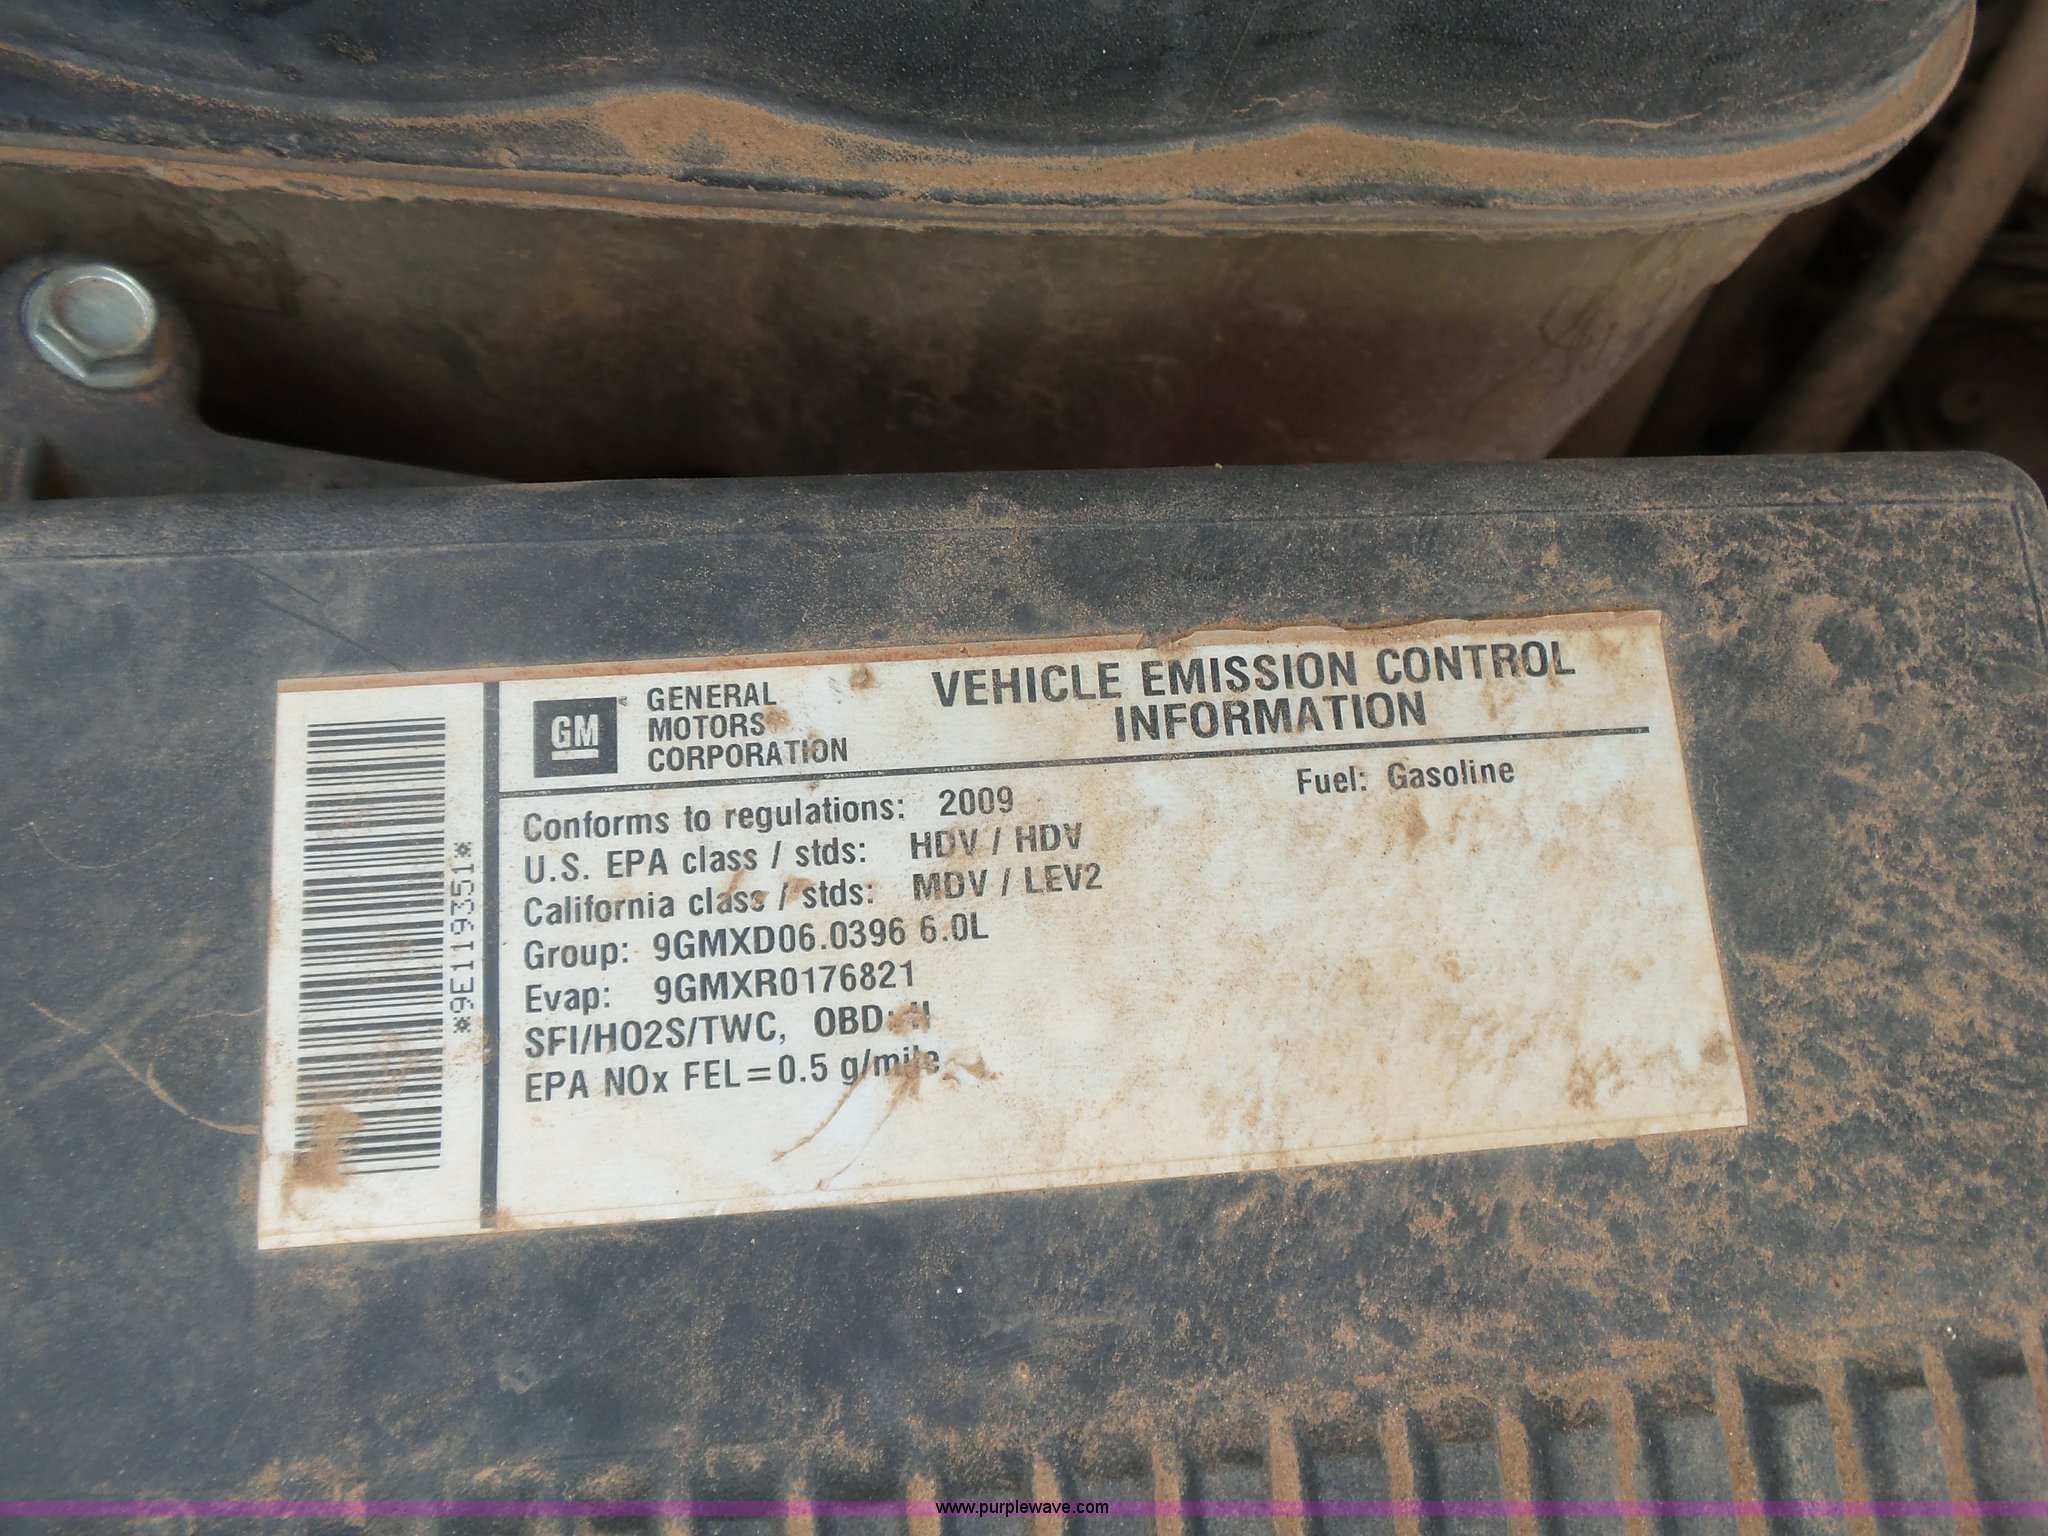 GM
GENERAL
MOTORS
CORPORATION
VEHICLE EMISSION CONTROL
INFORMATION
Conforms to regulations: 2009
Fuel: Gasoline
U.S. EPA class / stds: HDV / HDV
California class / stds: MDV / LEV2
Group: 9GMXD06.0396 6.0L
Evap: 9GMXR0176821
SFI/HO2S/TWC, OBD: II
EPA NOx FEL=0.5 g/mile
*9E119351*
www.purplewave.com